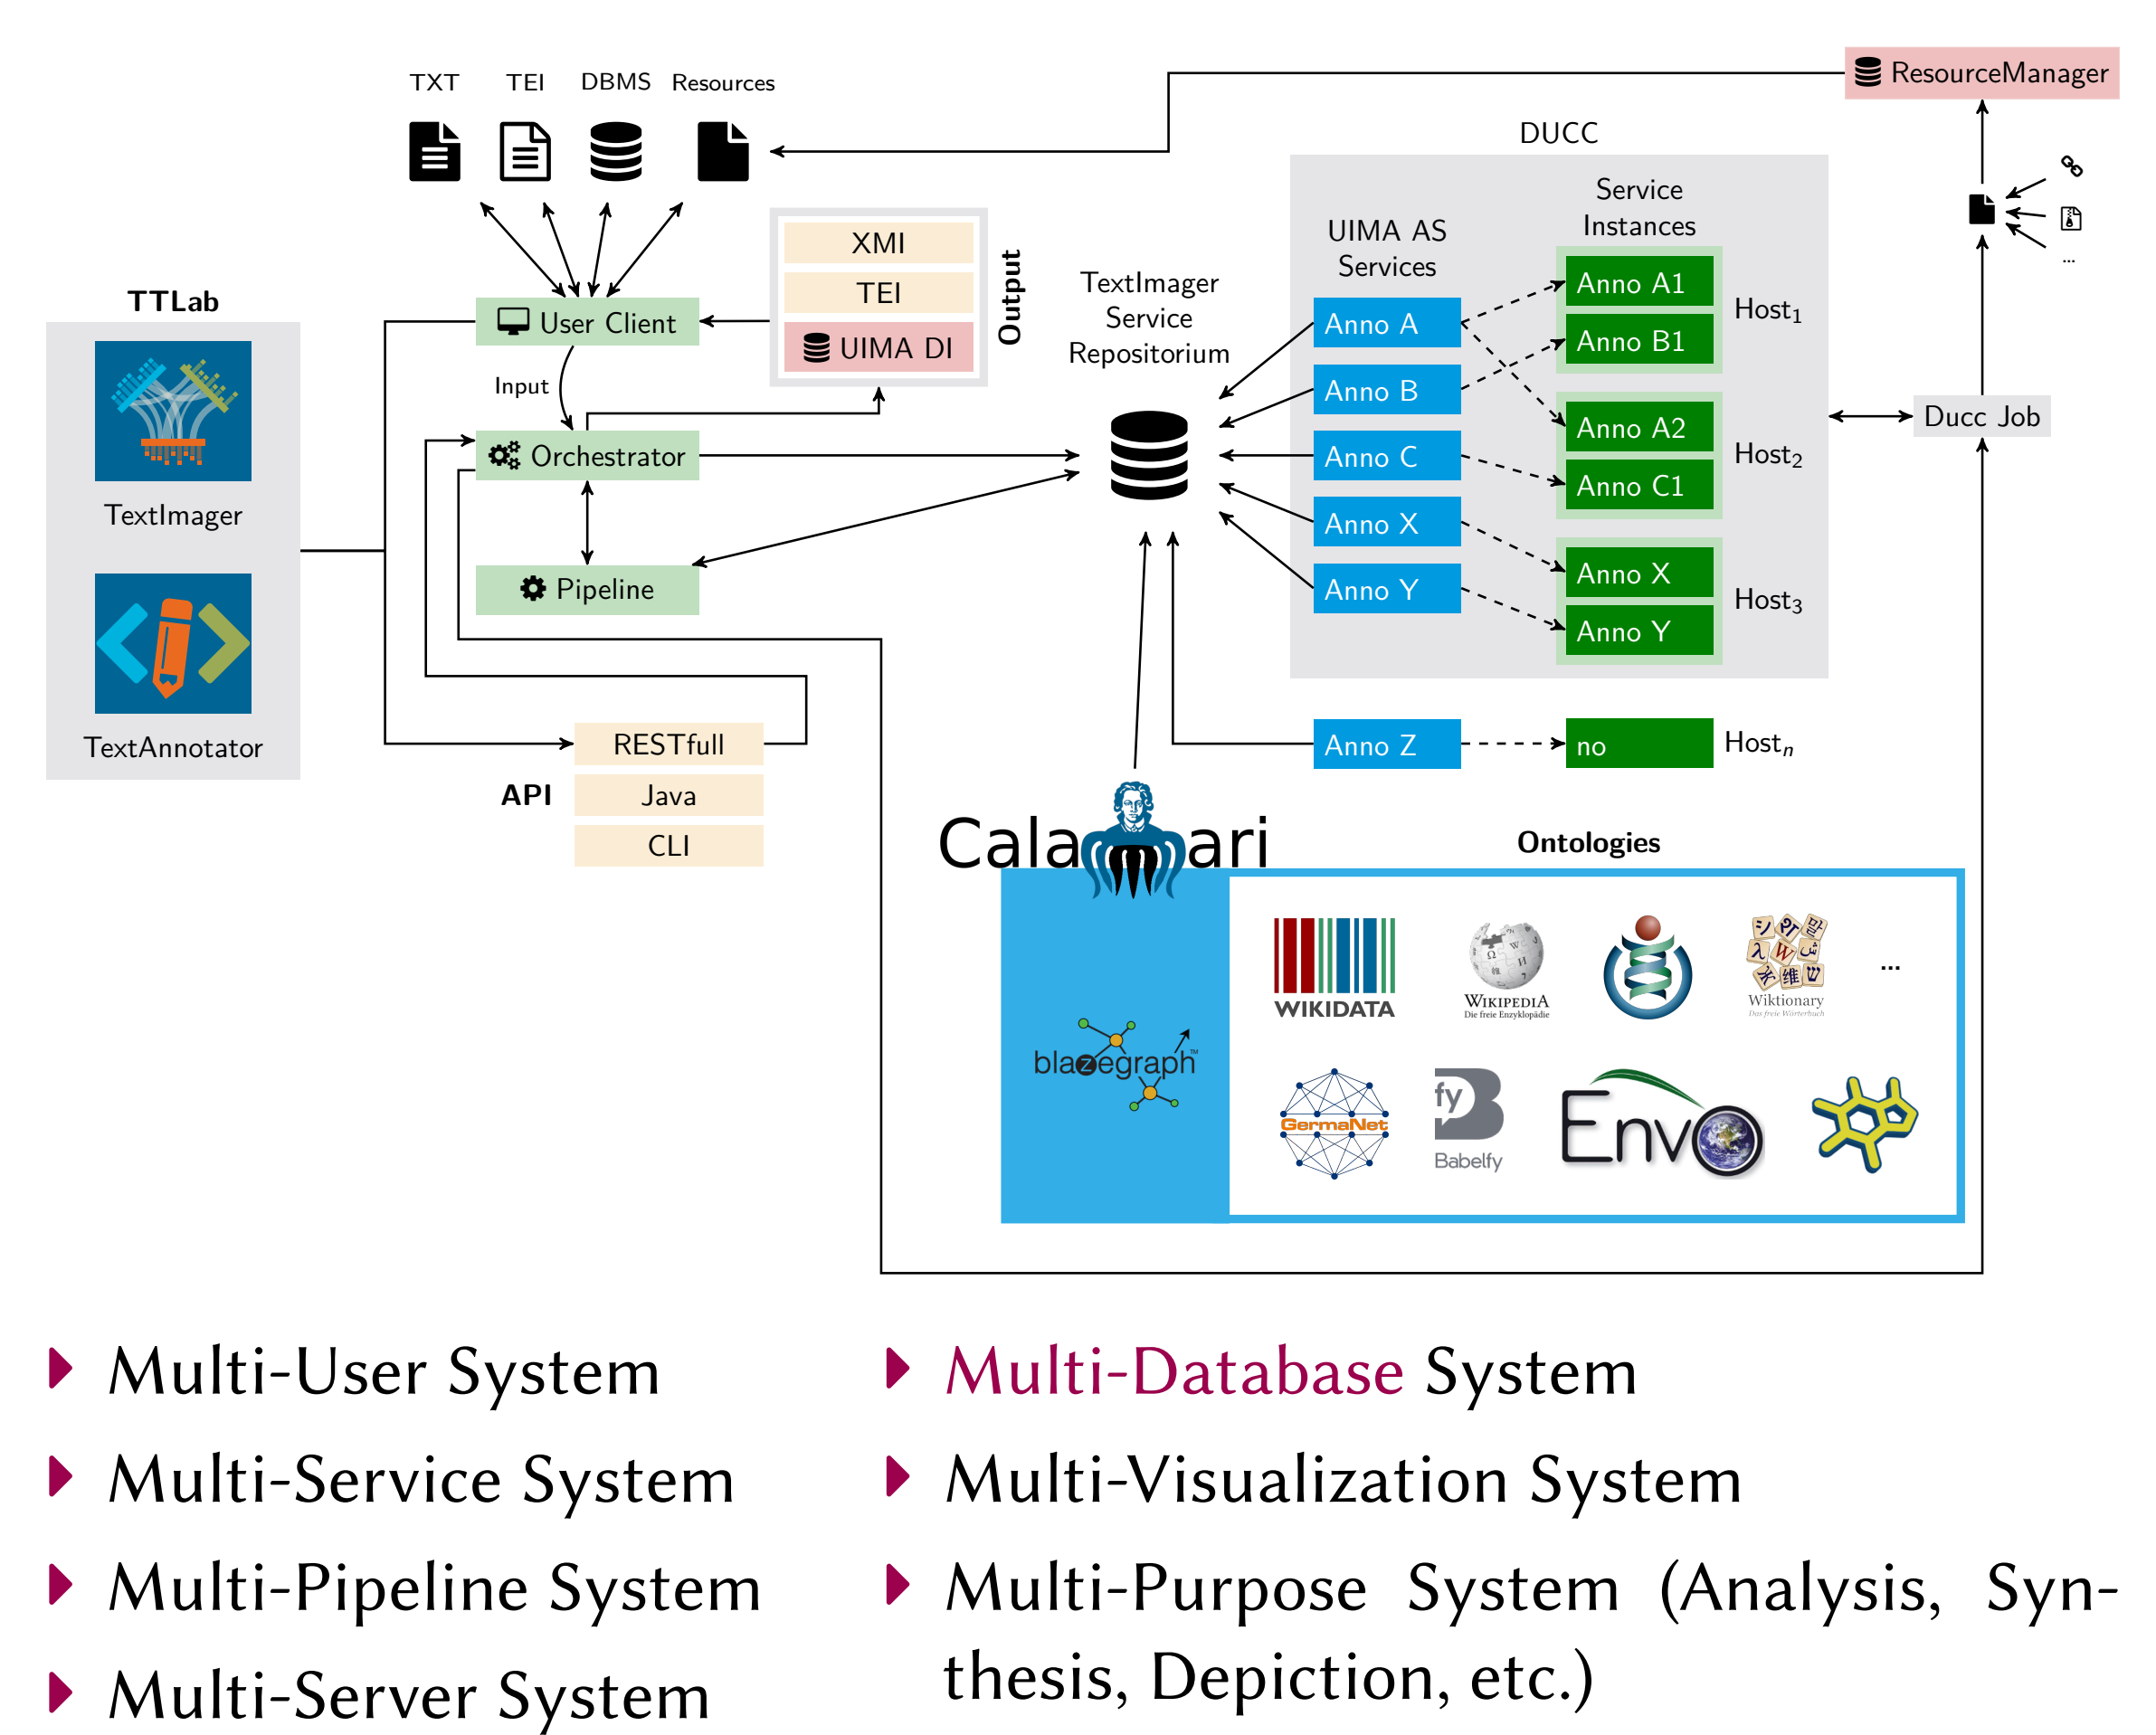 TXT
TEI
DBMS
Resources
ResourceManager
DUCC
Service
Instances
UIMA AS
Services
XMI
TEI
UIMA DI
Output
TextImager
Service
Repositorium
Anno A
Anno B
Anno C
Anno X
Anno Y
Anno A1
Anno B1
Host1
Anno A2
Anno C1
Host2
Anno X
Anno Y
Host3
...
Ducc Job
TTLab
TextImager
TextAnnotator
User Client
Input
Orchestrator
Pipeline
RESTfull
API
Java
CLI
Anno Z
no
Hostn
Cala ari
Ontologies
blazegraph™
WIKIDATA
WIKIPEDIA
Die freie Enzyklopädie
Wiktionary
Das freie Wörterbuch
...
GermaNet
fy
B
Babelfy
Envo
Multi-User System
Multi-Service System
Multi-Pipeline System
Multi-Server System
Multi-Database System
Multi-Visualization System
Multi-Purpose System (Analysis, Syn-
thesis, Depiction, etc.)